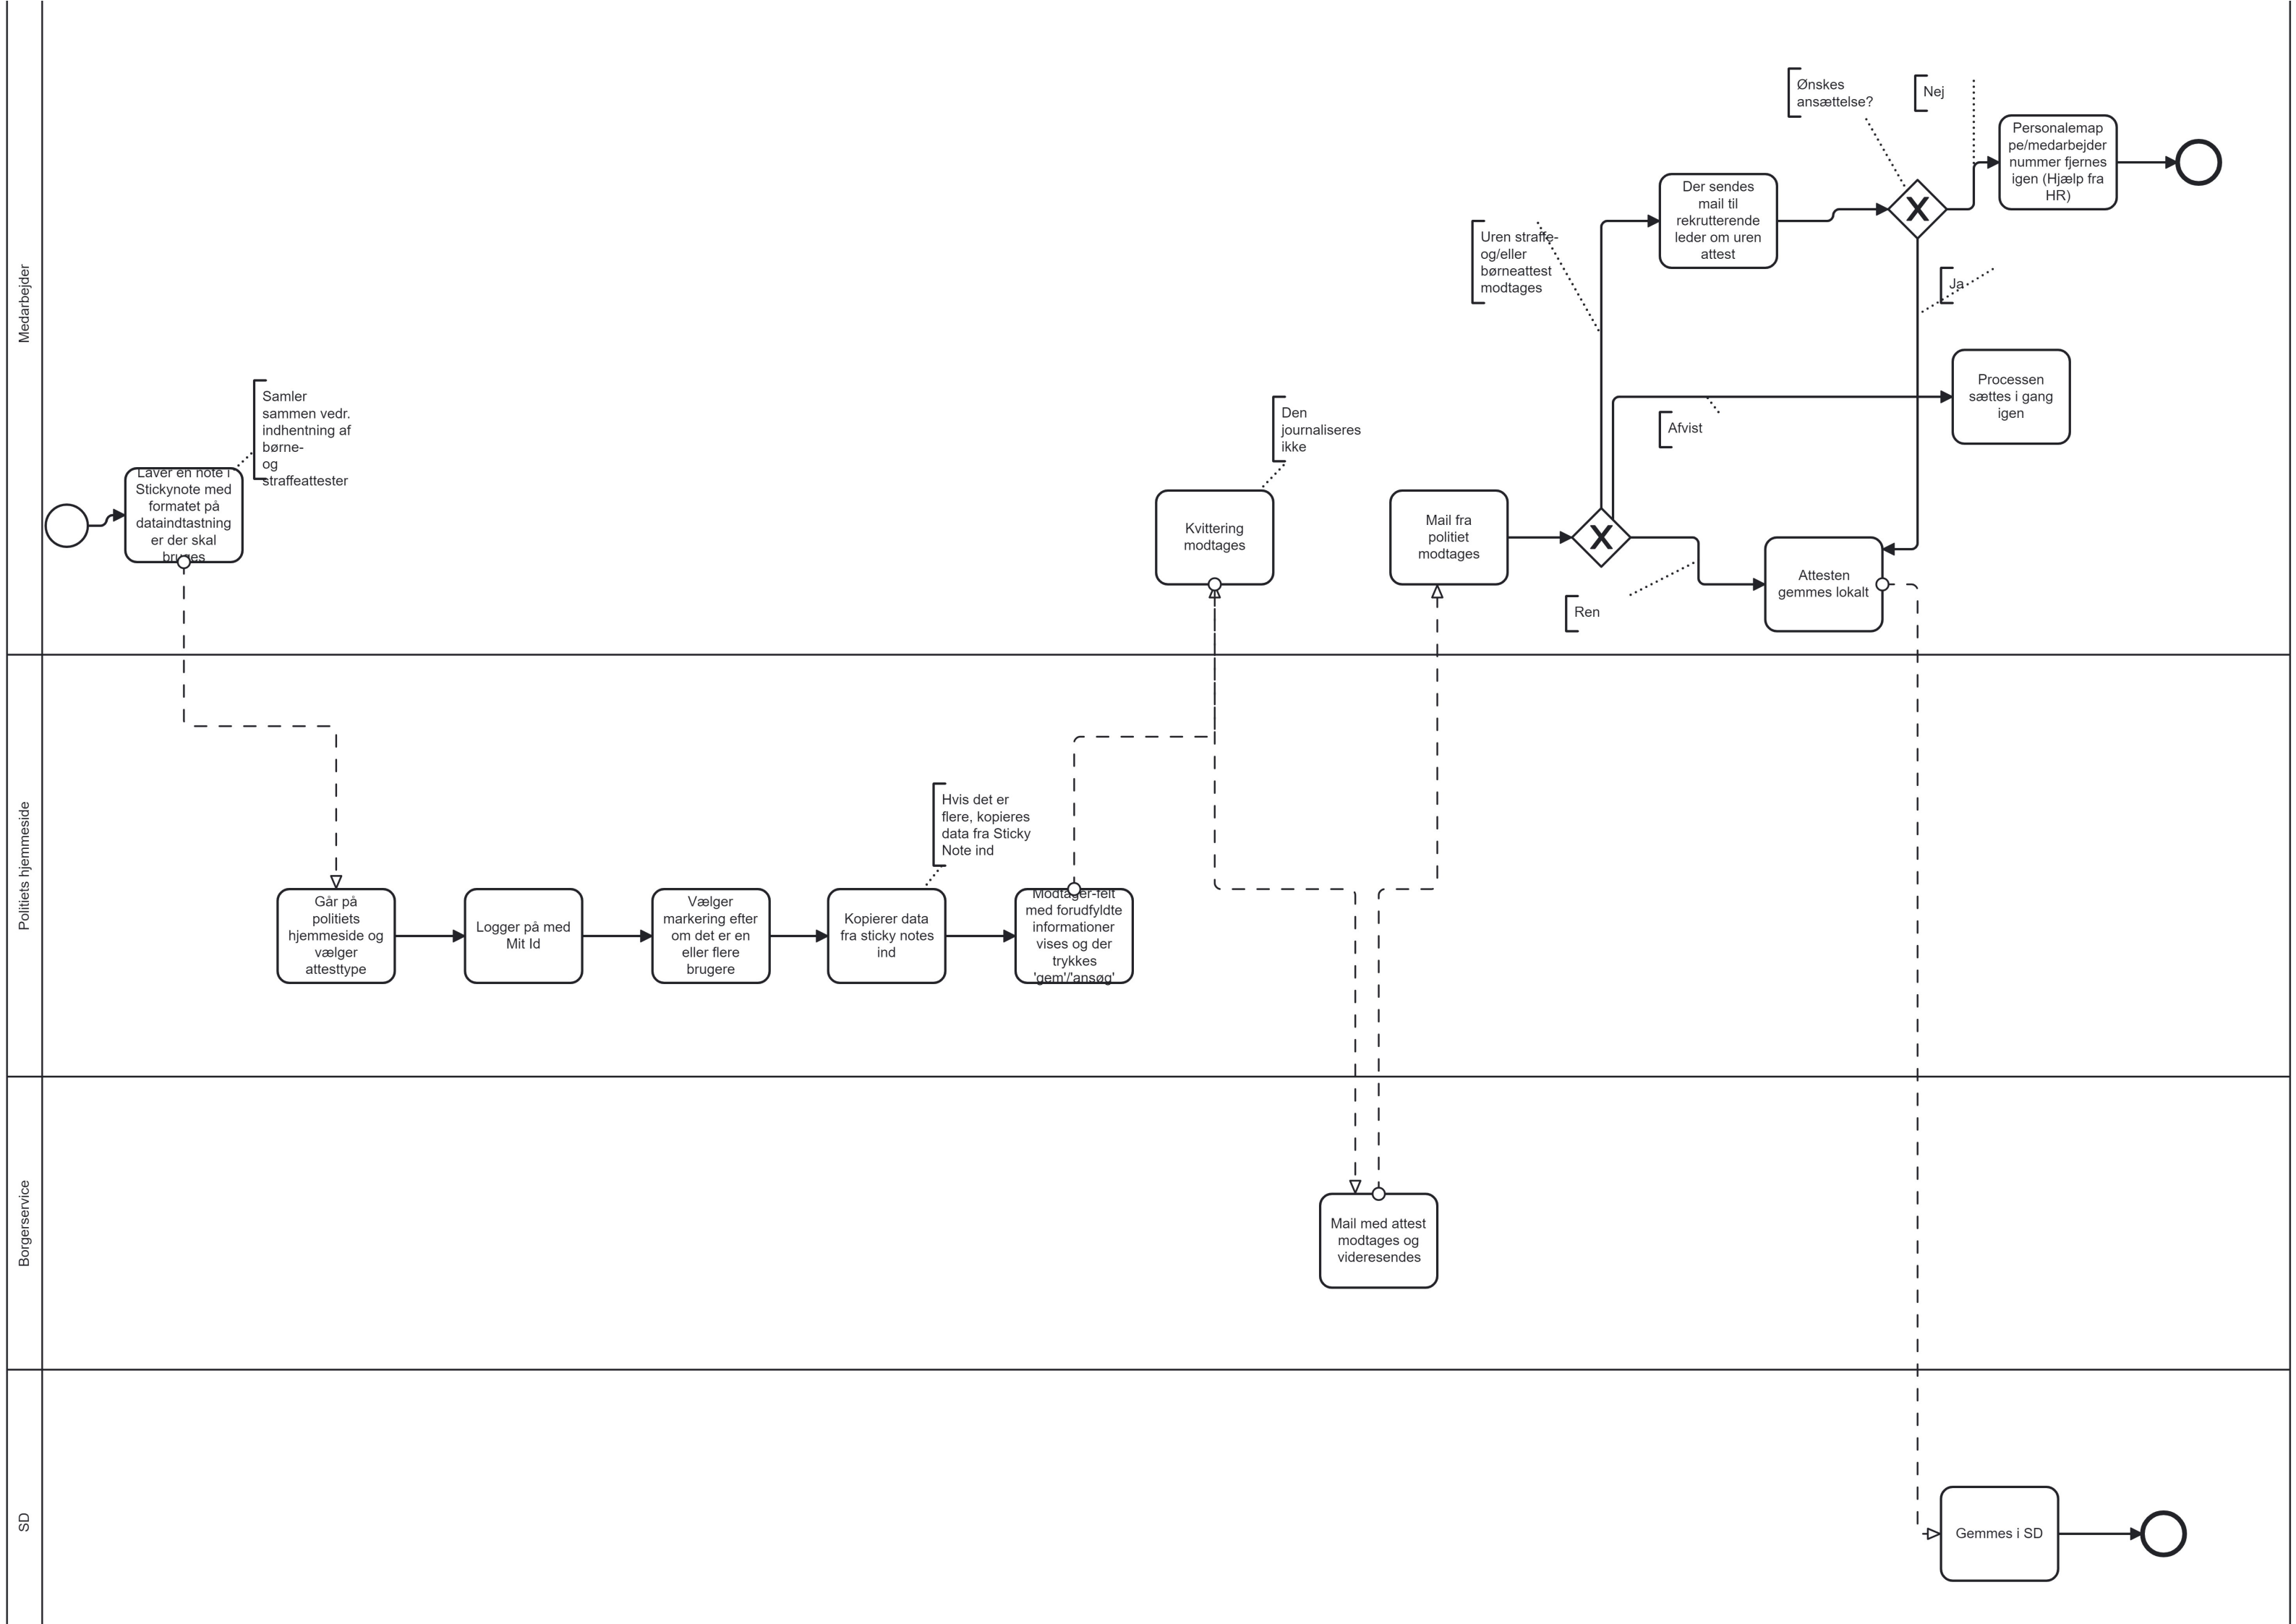 Medarbejder
Ønskes
ansættelse?
Nej
Personalemap
pe/medarbejder
nummer fjernes
igen (Hjælp fra
HR)
Der sendes
mail til
rekrutterende
leder om uren
attest
Uren straffe-
og/eller
børneattest
modtages
Ja
Processen
sættes i gang
igen
Afvist
Samler
sammen vedr.
indhentning af
børne-
og
straffeattester
Laver en note i
Stickynote med
formatet på
dataindtastning
er der skal
bruges
Den
journaliseres
ikke
Kvittering
modtages
Mail fra
politiet
modtages
Ren
Attesten
gemmes lokalt
Politiets hjemmeside
Hvis det er
flere, kopieres
data fra Sticky
Note ind
Går på
politiets
hjemmeside og
vælger
attesttype
Logger på med
Mit Id
Vælger
markering efter
om det er en
eller flere
brugere
Kopierer data
fra sticky notes
ind
Modtager-felt
med forudfyldte
informationer
vises og der
trykkes
'gem'/'ansøg'
Borgerservice
Mail med attest
modtages og
videresendes
SD
Gemmes i SD